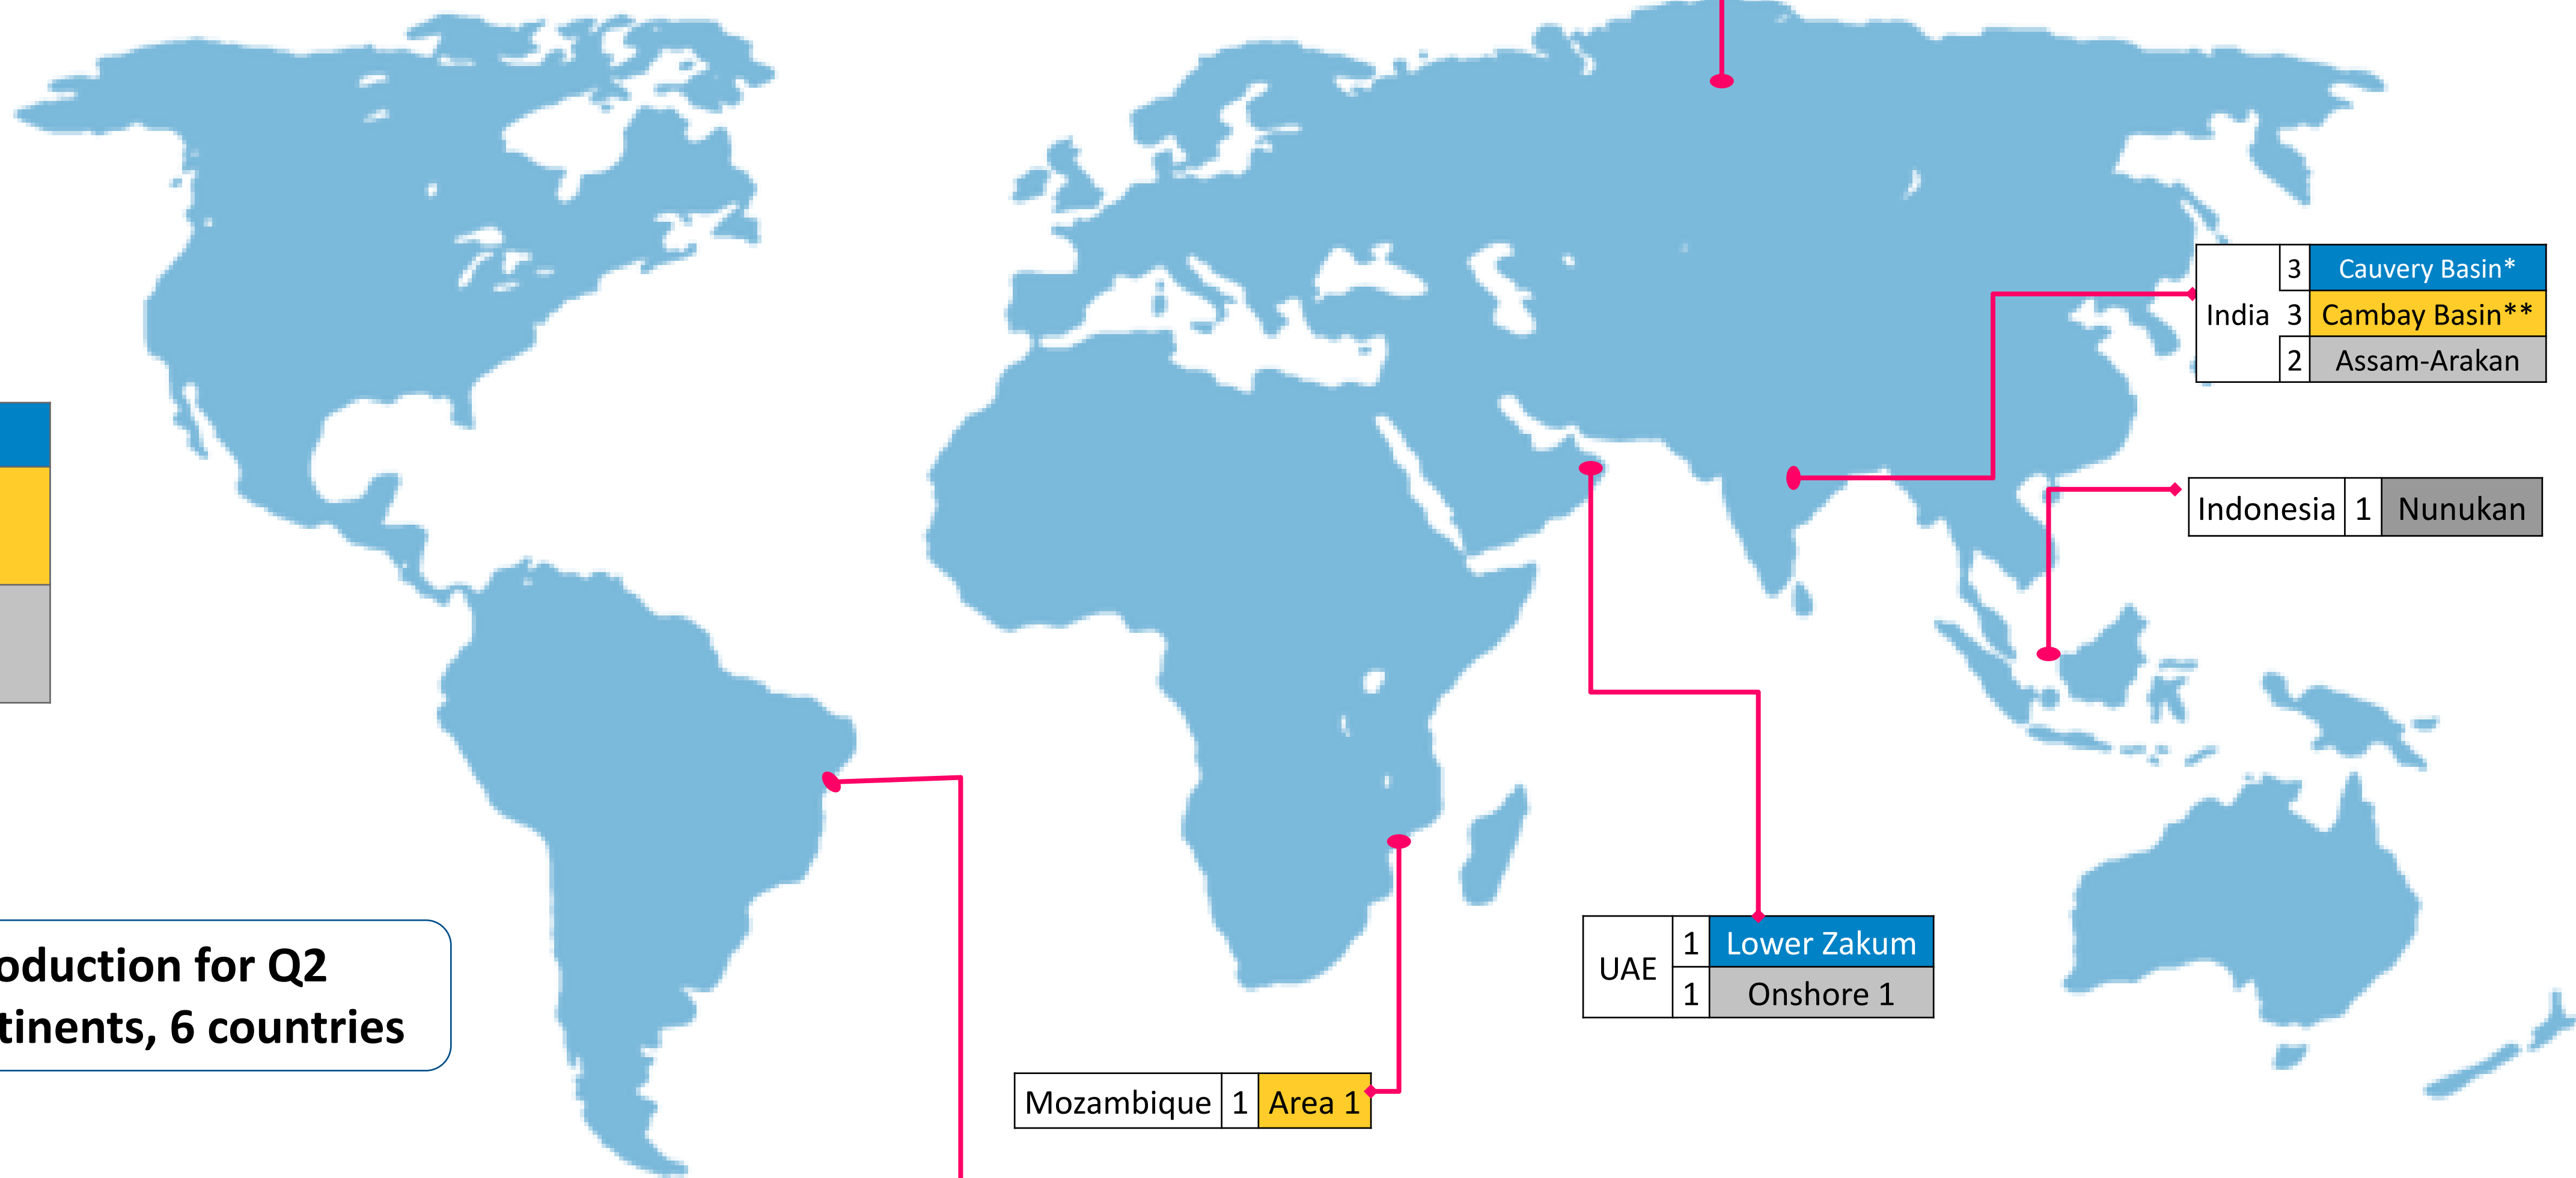 3 Cauvery Basin*
India 3 Cambay Basin**
2 Assam-Arakan
Indonesia 1 Nunukan
oduction for Q2
tinents, 6 countries
UAE
1 Lower Zakum
1 Onshore 1
Mozambique 1 Area 1